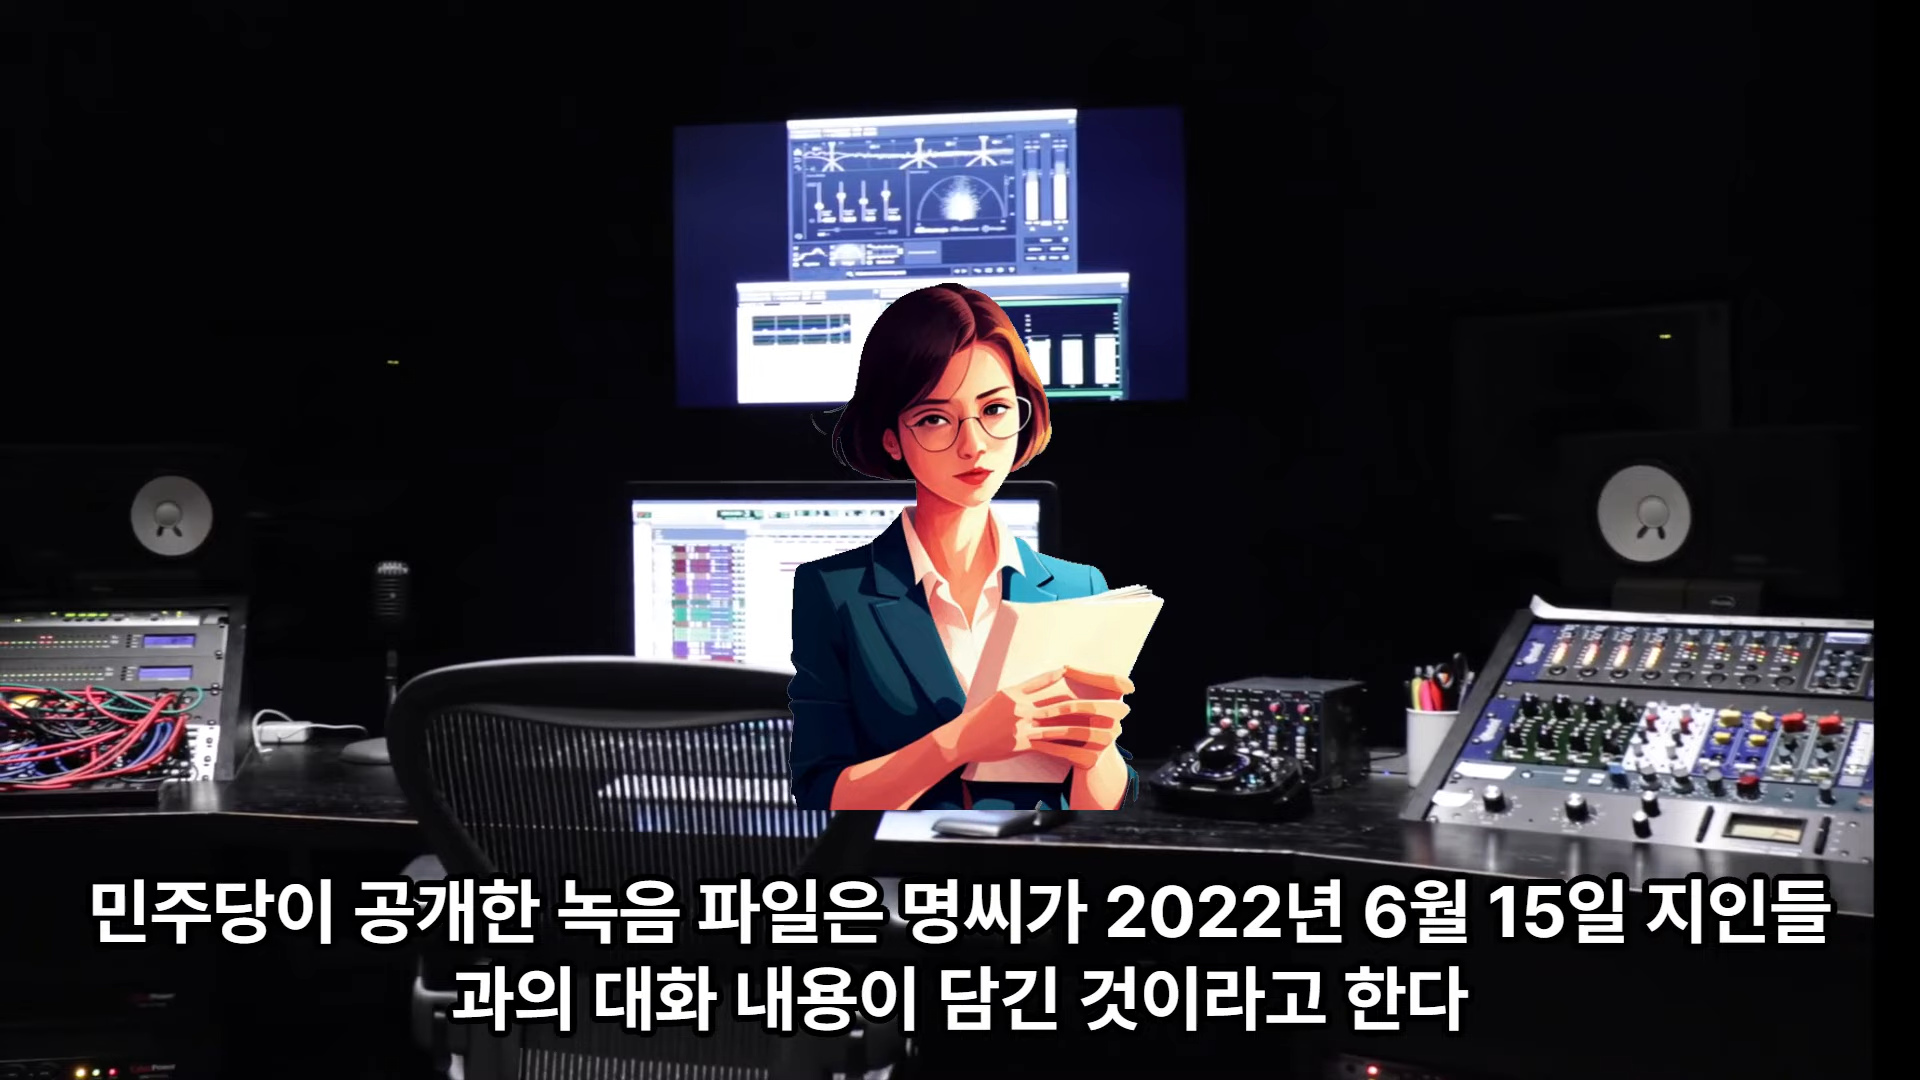 민주당이 공개한 녹음 파일은 명씨가 2022년 6월 15일 지인들
과의 대화 내용이 담긴 것이라고 한다